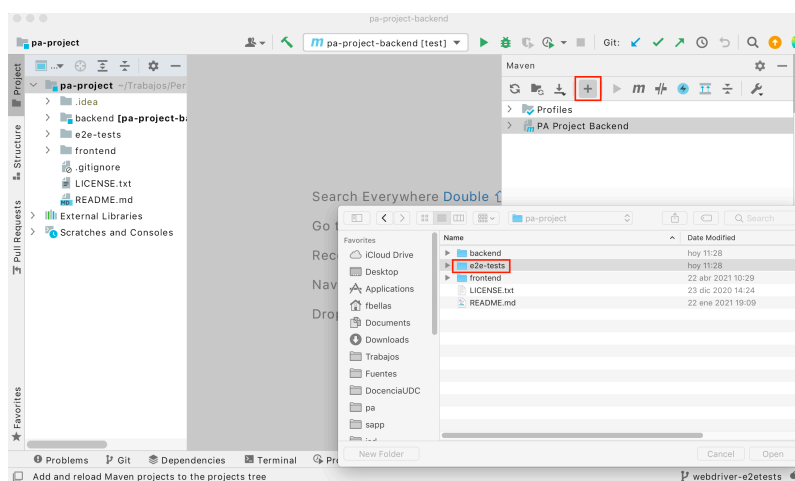 pa-project-backend
pa-project
pa-project-backend [test]
Git:
Project
Structure
Pull Requests
Favorites
pa-project ~/Trabajos/Per
.idea
backend [pa-project-ba
e2e-tests
frontend
.gitignore
LICENSE.txt
README.md
External Libraries
Scratches and Consoles
Search Everywhere Double
Go t
Rece
Nav
Drop
Maven
Profiles
PA Project Backend
pa-project
Search
Favorites
iCloud Drive
Desktop
Applications
fbellas
Documents
Downloads
Trabajos
Fuentes
DocenciaUDC
pa
sapp
Name
Date Modified
backend
hoy 11:28
e2e-tests
hoy 11:28
frontend
22 abr 2021 10:29
LICENSE.txt
23 dic 2020 14:24
README.md
22 ene 2021 19:09
New Folder
Cancel
Open
Problems
Git
Dependencies
Terminal
Pr
Add and reload Maven projects to the projects tree
webdriver-e2etests